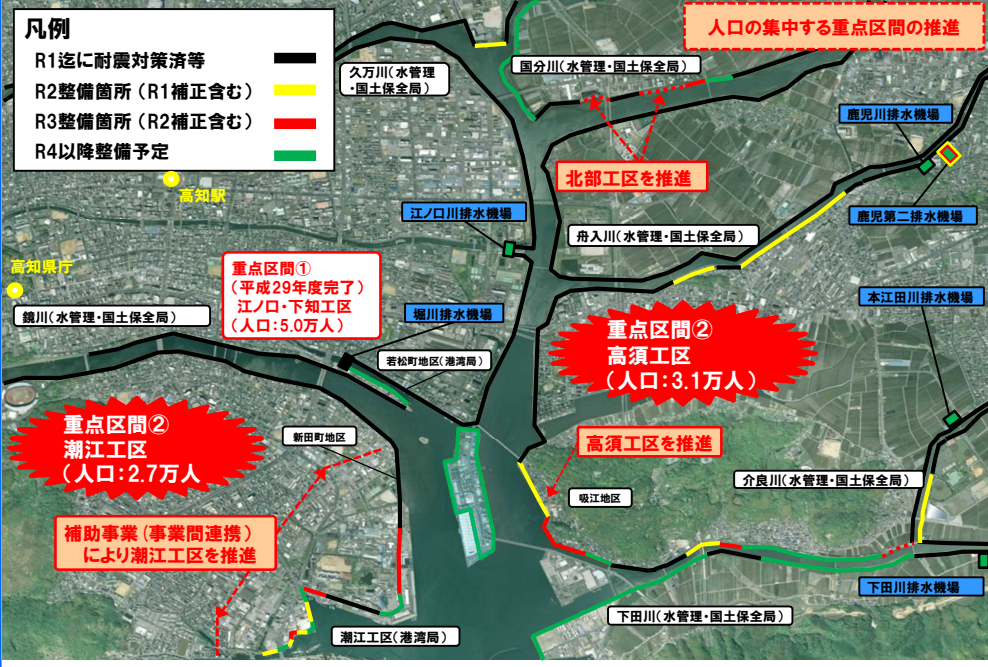 凡例
R1迄に耐震対策済等
R2整備箇所（R1補正含む）
R3整備箇所（R2補正含む）
R4以降整備予定
人口の集中する重点区間の推進
久万川（水管理
・国土保全局）
国分川（水管理・国土保全局）
鹿児川排水機場
北部工区を推進
高知駅
江ノ口川排水機場
鹿児第二排水機場
舟入川（水管理・国土保全局）
高知県庁
重点区間①
（平成29年度完了）
江ノ口・下知工区
（人口：5.0万人）
本江田川排水機場
鏡川（水管理・国土保全局）
堀川排水機場
若松町地区（港湾局）
重点区間②
高須工区
（人口：3.1万人）
重点区間②
潮江工区
（人口：2.7万人
新田町地区
高須工区を推進
介良川（水管理・国土保全局）
吸江地区
補助事業（事業間連携）
により潮江工区を推進
下田川排水機場
下田川（水管理・国土保全局）
潮江工区（港湾局）